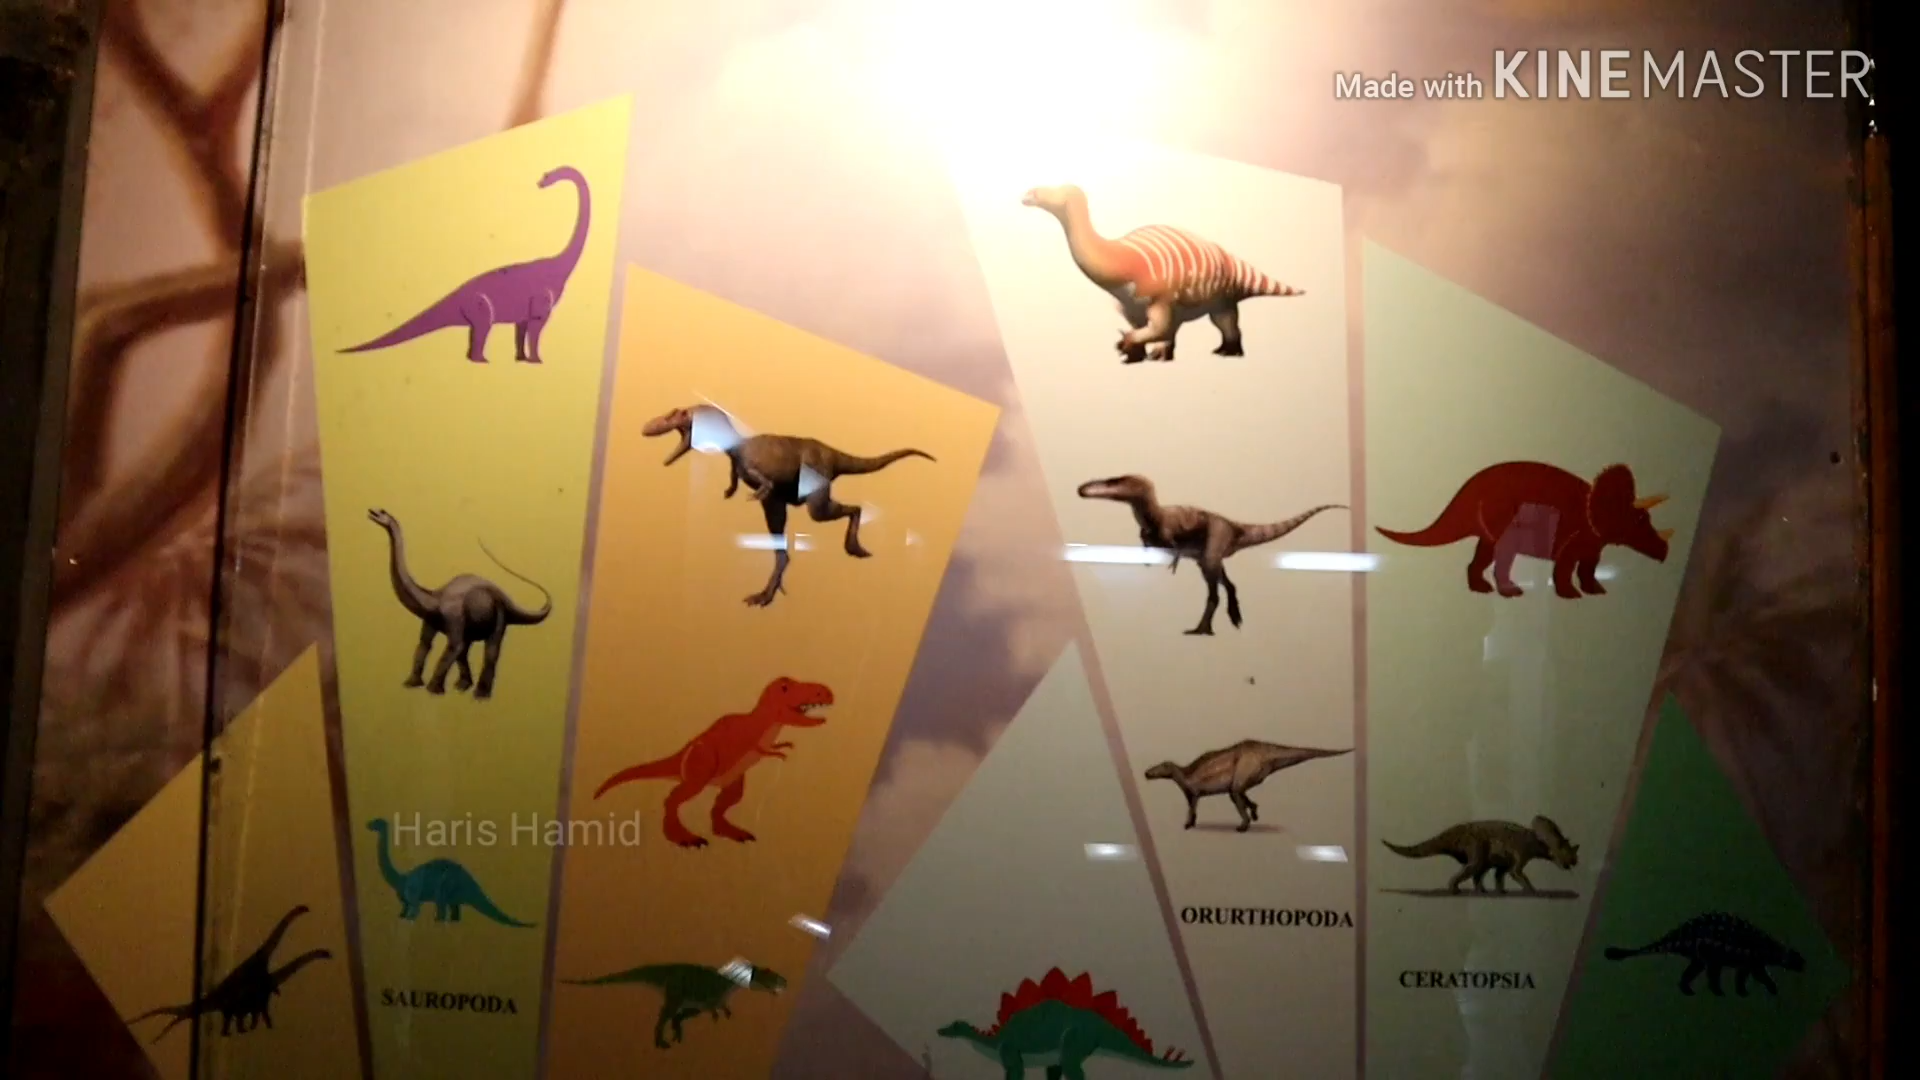 Made with KINEMASTER
Haris Hamid
ORURTHOPODA
CERATOPSIA
SAUROPODA